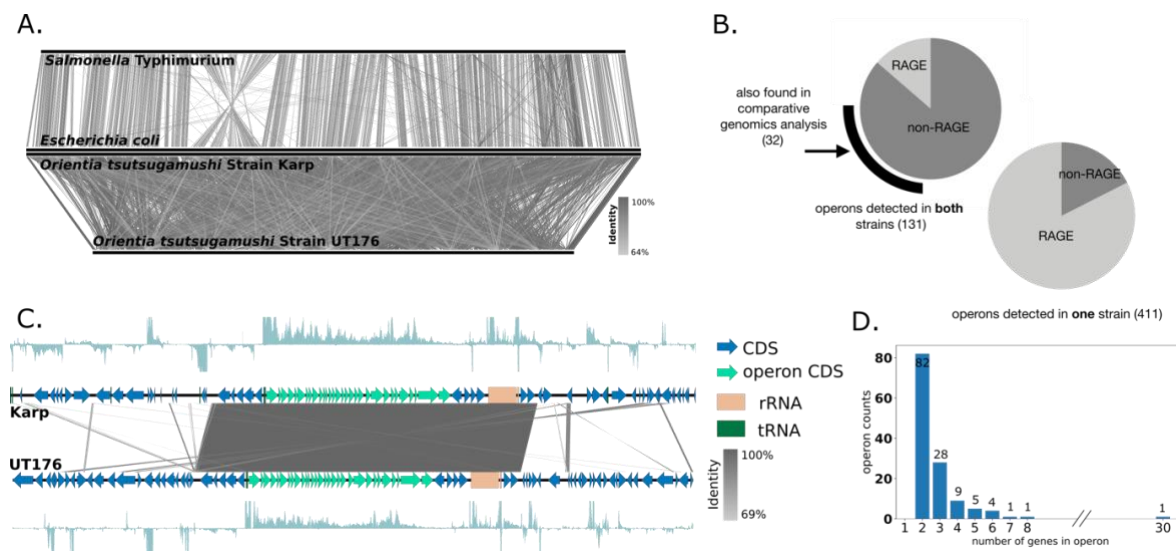 A.
Salmonella Typhimurium
Escherichia coli
Orientia tsutsugamushi Strain Karp
Orientia tsutsugamushi Strain UT176
Identity
100%
64%
B.
RAGE
non-RAGE
also found in
comparative
genomics analysis
(32)
operons detected in both
strains (131)
non-RAGE
RAGE
operons detected in one strain (411)
C.
Karp
UT176
CDS
operon CDS
rRNA
tRNA
Identity
100%
69%
D.
operon counts
80
60
40
20
0
82
28
9
5
4
1
1
1
1 2 3 4 5 6 7 8 // 30
number of genes in operon